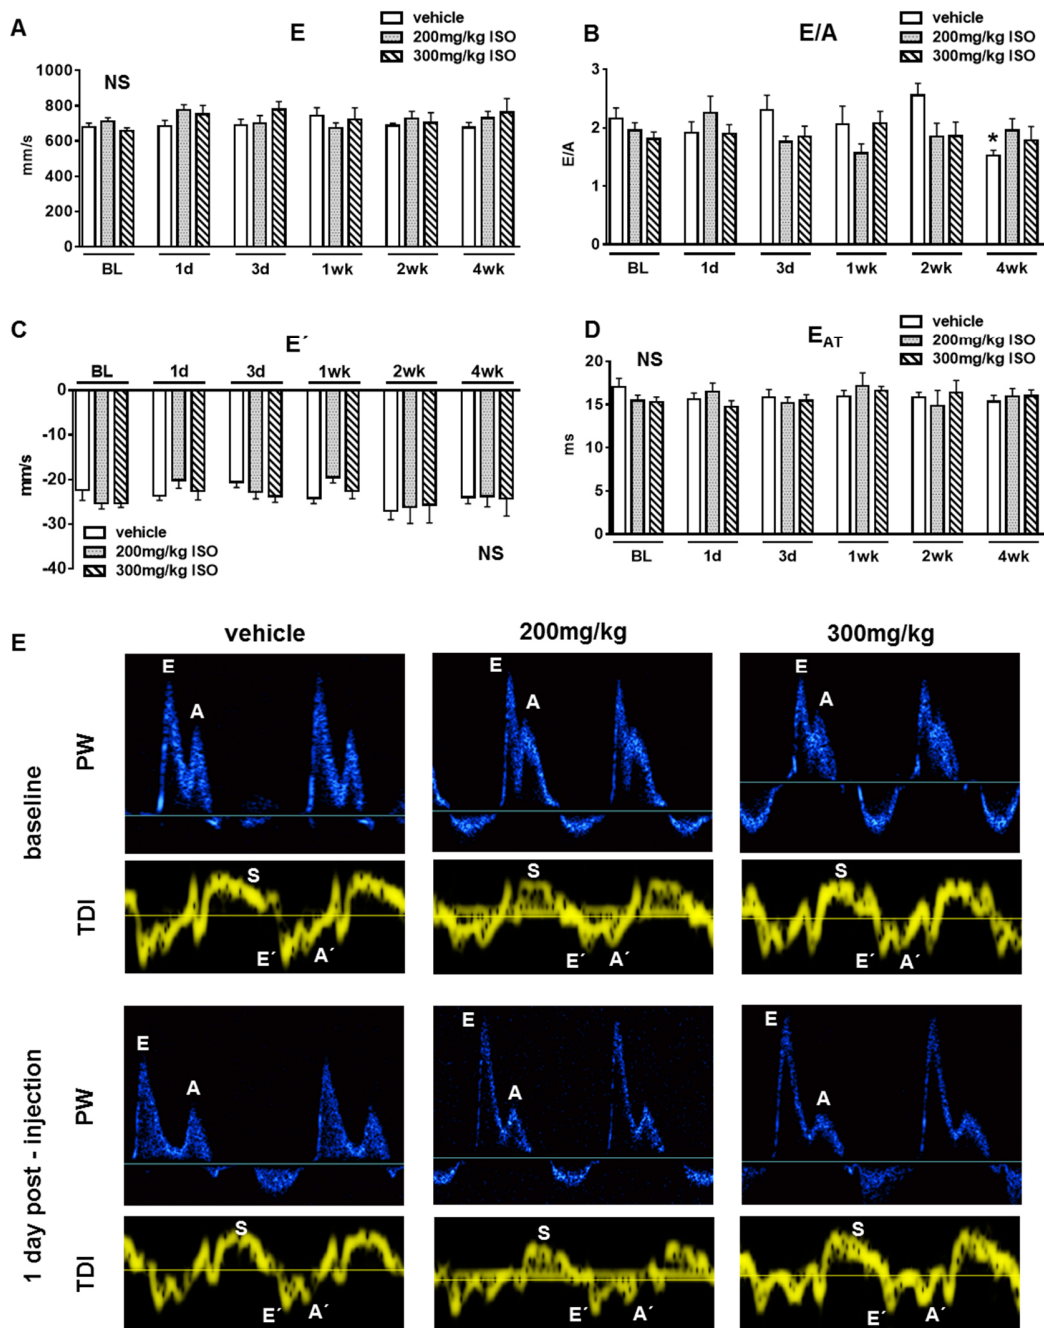 A
E
vehicle
200mg/kg ISO
300mg/kg ISO
NS
mm/s
1000
800
600
400
200
0
BL 1d 3d 1wk 2wk 4wk
B
E/A
vehicle
200mg/kg ISO
300mg/kg ISO
E/A
3
2
1
0
*
BL 1d 3d 1wk 2wk 4wk
C
E´
BL 1d 3d 1wk 2wk 4wk
mm/s
0
-10
-20
-30
-40
vehicle
200mg/kg ISO
300mg/kg ISO
NS
D
EAT
vehicle
200mg/kg ISO
300mg/kg ISO
NS
ms
20
15
10
5
0
BL 1d 3d 1wk 2wk 4wk
E
vehicle 200mg/kg 300mg/kg
baseline
PW
E A
E A
E A
TDI
S E´ A´
S E´ A´
S E´ A´
1 day post - injection
PW
E A
E A
E A
TDI
S E´ A´
S E´ A´
S E´ A´